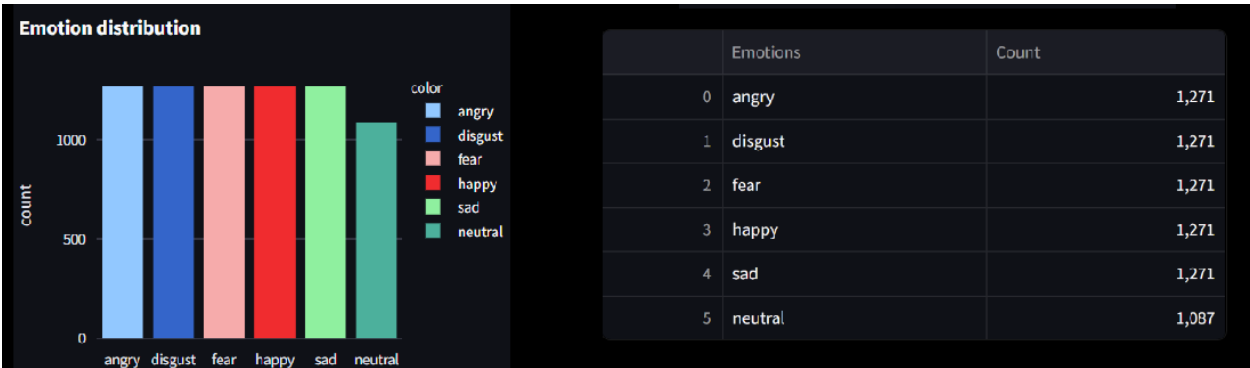 Emotion distribution
color
angry
disgust
fear
happy
sad
neutral
1000
500
0
count
angry disgust fear happy sad neutral
Emotions Count
0 angry 1,271
1 disgust 1,271
2 fear 1,271
3 happy 1,271
4 sad 1,271
5 neutral 1,087